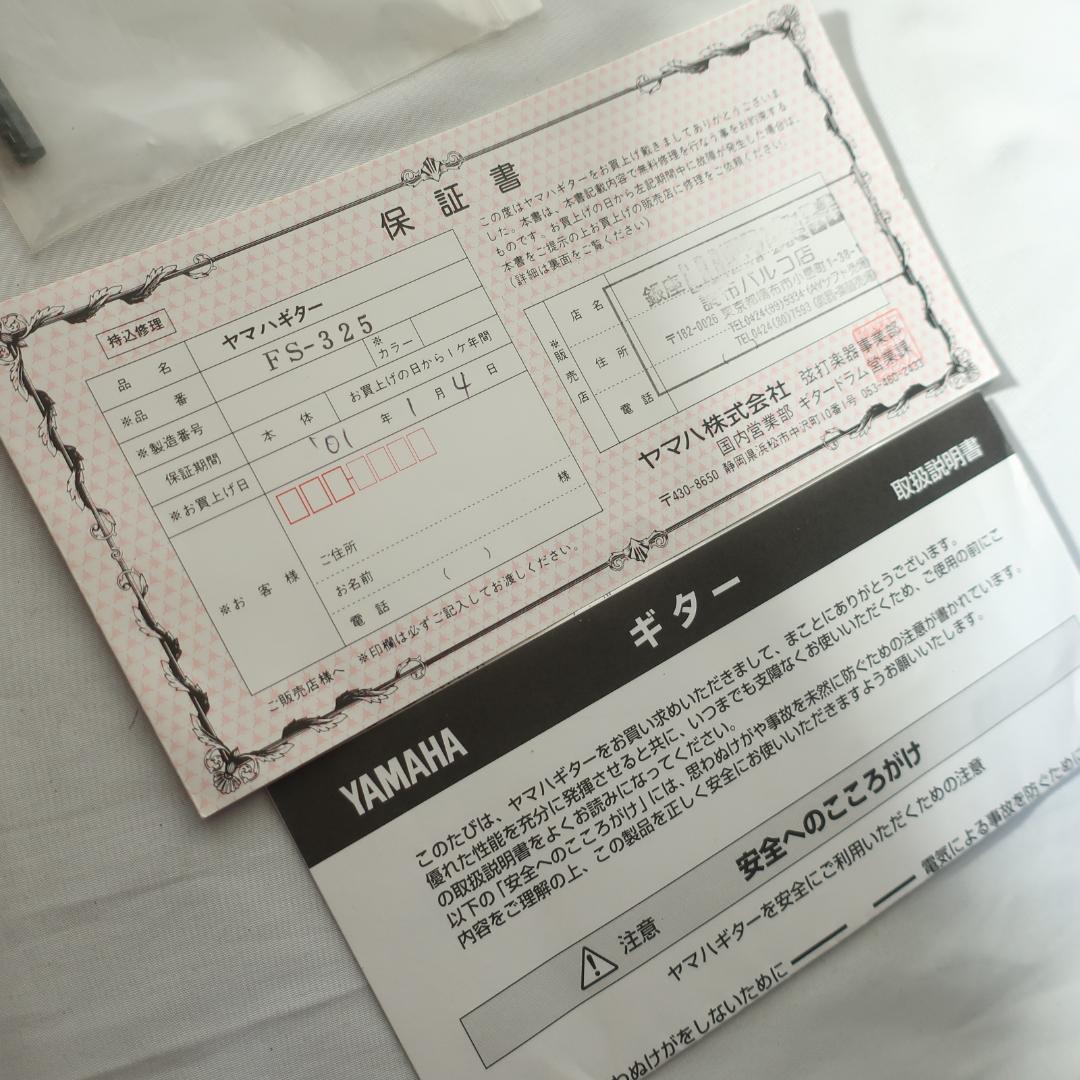 保証書
この度はヤマハギターをお買上げ戴きましてありがとうございま
した。本書は、本書記載内容で無料修理を行なう事をお約束する
ものです。お買上げの日から左記期間中に故障が発生した場合は、
本書をご提示の上お買上げの販売店に修理をご依頼ください。
(詳細は裏面をご覧ください)
持込修理
品名 ヤマハギター
※品番 FS-325 ※カラー
※製造番号
保証期間 本体 お買上げの日から1ケ年間
※お買上げ日 '01 年 1 月 4 日
※お客様
ご住所
お名前 様
電話 ( )
ご販売店様へ ※印欄は必ずご記入してお渡しください。
※販売店
店名 銀座 パルコ店
住所 〒182-0026 東京都調布市小島町1-38-1
電話
ヤマハ株式会社 弦打楽器事業部
国内営業部 ギタードラム営業課
〒430-8650 静岡県浜松市中沢町10番1号 053-460-2433
YAMAHA ギター 取扱説明書
このたびは、ヤマハギターをお買い求めいただきまして、まことにありがとうございます。
優れた性能を充分に発揮させると共に、いつまでも支障なくお使いいただくため、ご使用の前にこ
の取扱説明書をよくお読みになってください。
以下の「安全へのこころがけ」には、思わぬけがや事故を未然に防ぐための注意が書かれています。
内容をご理解の上、この製品を正しく安全にお使いいただきますようお願いいたします。
安全へのこころがけ
注意 ヤマハギターを安全にご利用いただくための注意
わぬけがをしないために
電気による事故を防ぐために